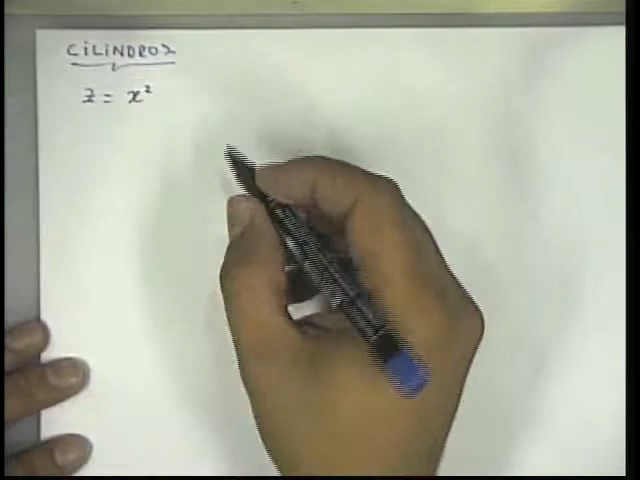 CILINDROS
z = x²